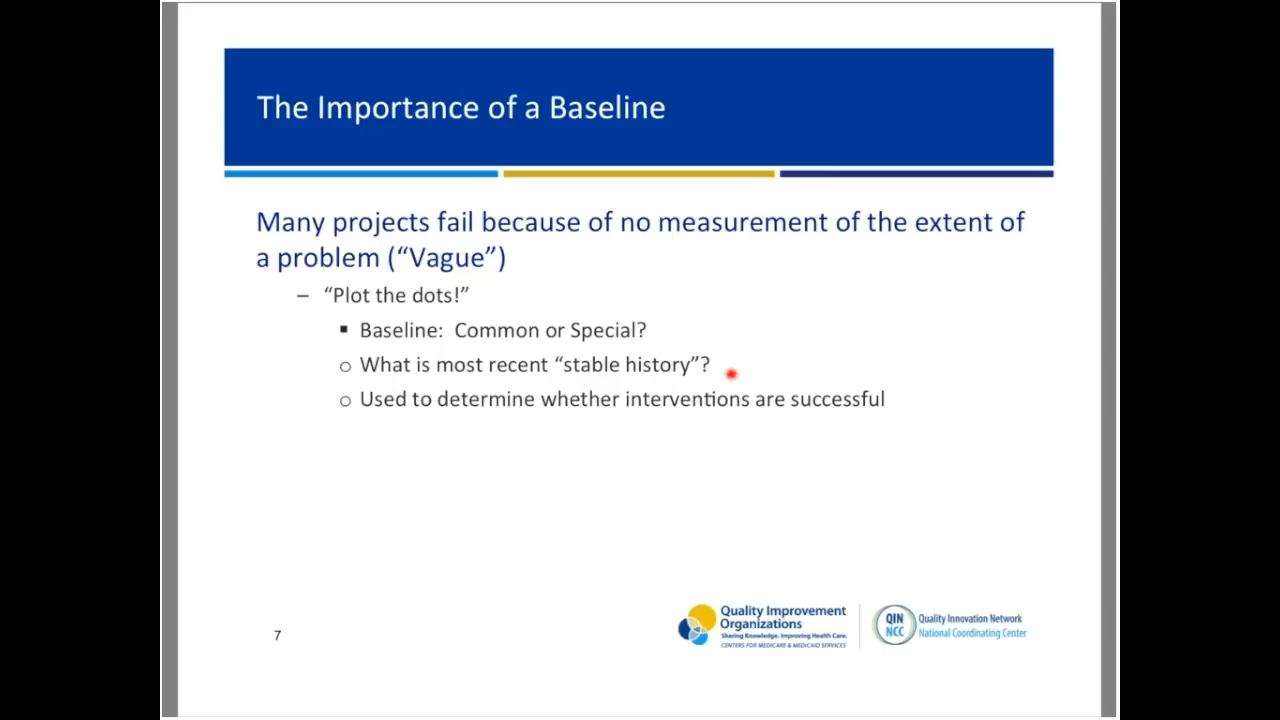 The Importance of a Baseline
Many projects fail because of no measurement of the extent of
a problem (“Vague”)
– “Plot the dots!”
▪ Baseline:  Common or Special?
o What is most recent “stable history”?
o Used to determine whether interventions are successful
7
Quality Improvement
Organizations
Sharing Knowledge. Improving Health Care.
CENTERS FOR MEDICARE & MEDICAID SERVICES
QIN
NCC
Quality Innovation Network
National Coordinating Center